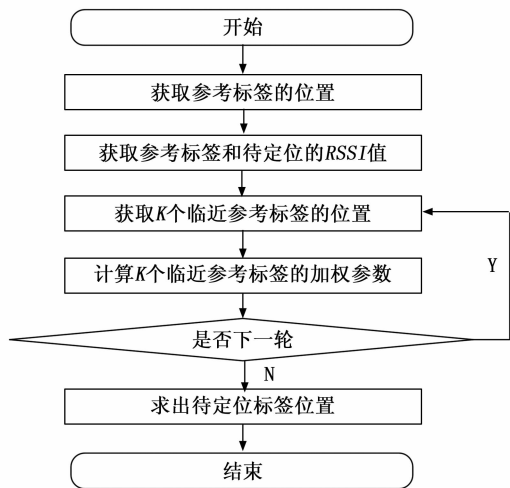 开始
获取参考标签的位置
获取参考标签和待定位的RSSI值
获取K个临近参考标签的位置
计算K个临近参考标签的加权参数
Y
是否下一轮
N
求出待定位标签位置
结束